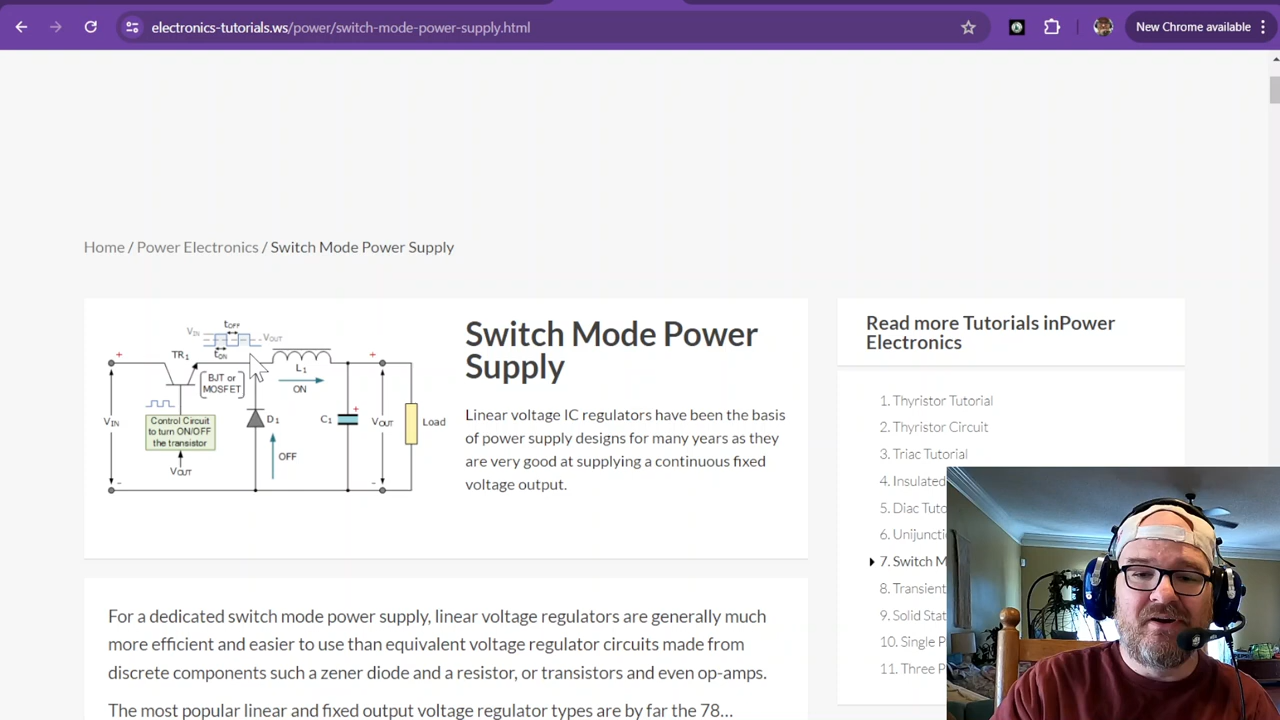 electronics-tutorials.ws/power/switch-mode-power-supply.html
New Chrome available
Home / Power Electronics / Switch Mode Power Supply
tOFF
VIN
VOUT
tON
TR1
BJT or
MOSFET
L1
ON
+
+
+
VIN
Control Circuit
to turn ON/OFF
the transistor
VOUT
D1
OFF
C1
VOUT
Load
-
-
Switch Mode Power
Supply
Linear voltage IC regulators have been the basis
of power supply designs for many years as they
are very good at supplying a continuous fixed
voltage output.
Read more Tutorials inPower
Electronics
1. Thyristor Tutorial
2. Thyristor Circuit
3. Triac Tutorial
4. Insulated
5. Diac Tuto
6. Unijuncti
7. Switch M
8. Transient
9. Solid Stat
10. Single P
11. Three P
For a dedicated switch mode power supply, linear voltage regulators are generally much
more efficient and easier to use than equivalent voltage regulator circuits made from
discrete components such a zener diode and a resistor, or transistors and even op-amps.
The most popular linear and fixed output voltage regulator types are by far the 78…